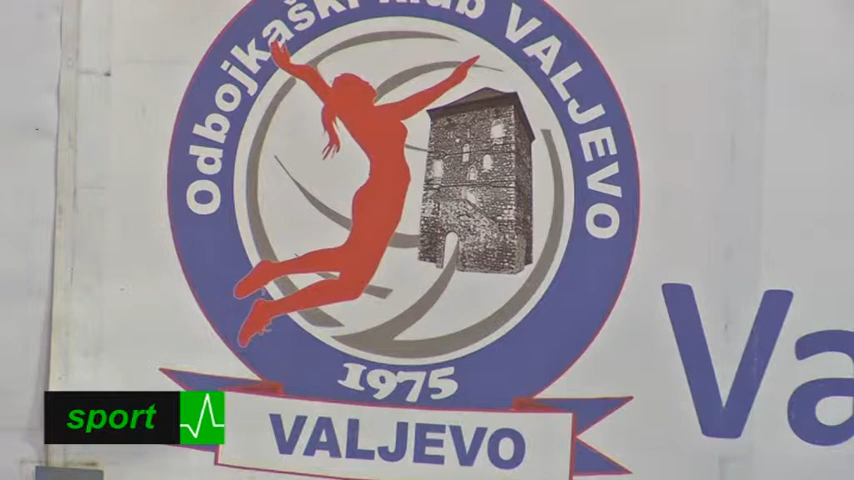 Odbojkaški klub VALJEVO
1975
VALJEVO
Va
sport